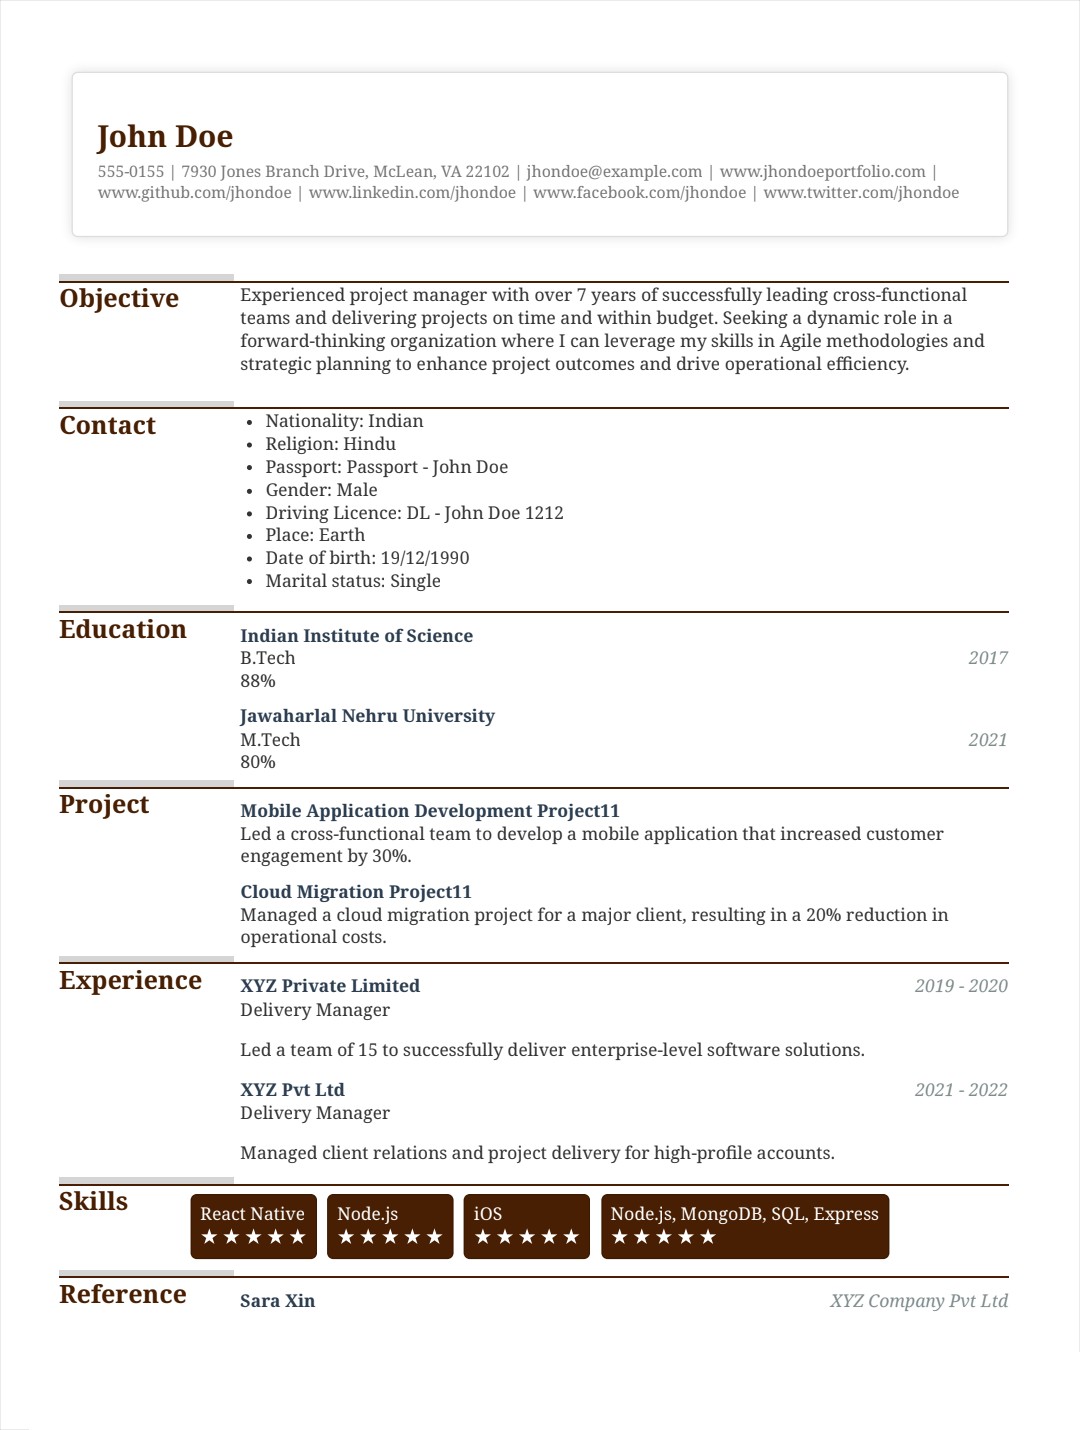 John Doe
555-0155 | 7930 Jones Branch Drive, McLean, VA 22102 | jhondoe@example.com | www.jhondoeportfolio.com |
www.github.com/jhondoe | www.linkedin.com/jhondoe | www.facebook.com/jhondoe | www.twitter.com/jhondoe
Objective
Experienced project manager with over 7 years of successfully leading cross-functional
teams and delivering projects on time and within budget. Seeking a dynamic role in a
forward-thinking organization where I can leverage my skills in Agile methodologies and
strategic planning to enhance project outcomes and drive operational efficiency.
Contact
• Nationality: Indian
• Religion: Hindu
• Passport: Passport - John Doe
• Gender: Male
• Driving Licence: DL - John Doe 1212
• Place: Earth
• Date of birth: 19/12/1990
• Marital status: Single
Education
Indian Institute of Science
B.Tech 2017
88%
Jawaharlal Nehru University
M.Tech 2021
80%
Project
Mobile Application Development Project11
Led a cross-functional team to develop a mobile application that increased customer
engagement by 30%.
Cloud Migration Project11
Managed a cloud migration project for a major client, resulting in a 20% reduction in
operational costs.
Experience
XYZ Private Limited 2019 - 2020
Delivery Manager
Led a team of 15 to successfully deliver enterprise-level software solutions.
XYZ Pvt Ltd 2021 - 2022
Delivery Manager
Managed client relations and project delivery for high-profile accounts.
Skills
React Native
★★★★★
Node.js
★★★★★
iOS
★★★★★
Node.js, MongoDB, SQL, Express
★★★★★
Reference
Sara Xin XYZ Company Pvt Ltd